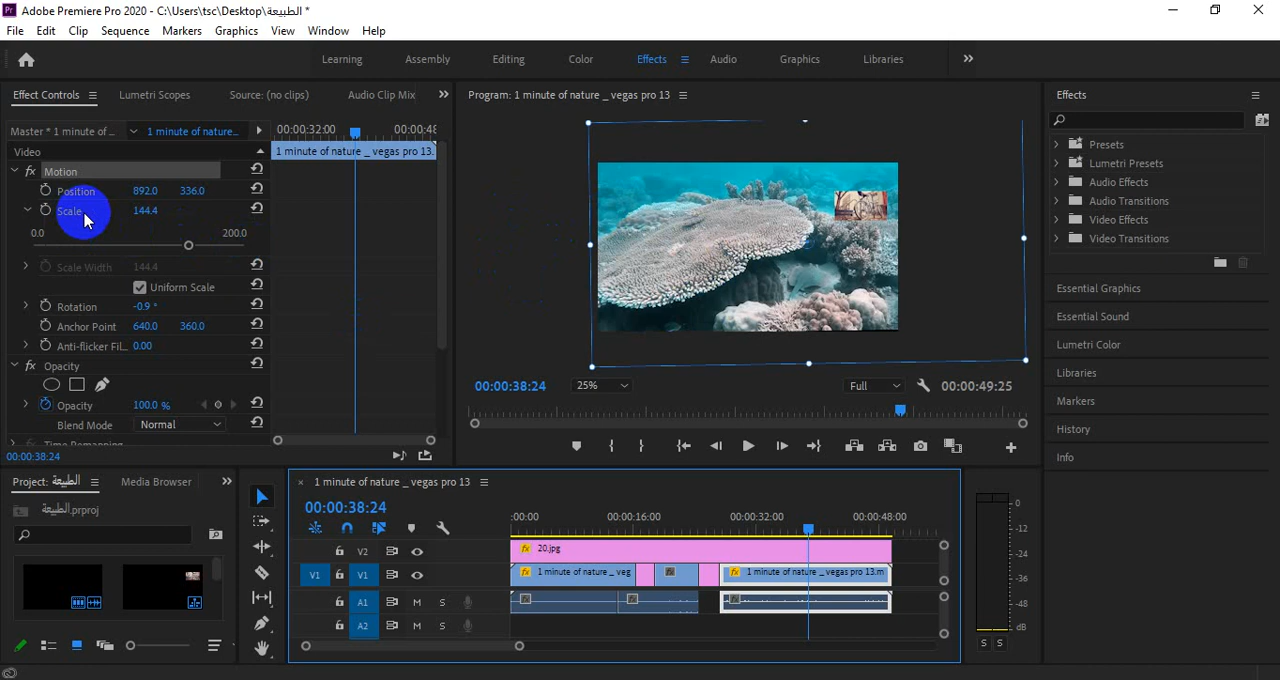 Adobe Premiere Pro 2020 - C:\Users\tsc\Desktop\الطبيعة *
File Edit Clip Sequence Markers Graphics View Window Help
Learning Assembly Editing Color Effects Audio Graphics Libraries
Effect Controls Lumetri Scopes Source: (no clips) Audio Clip Mix
Program: 1 minute of nature _ vegas pro 13
Effects
Master * 1 minute of ... 1 minute of nature...
00:00:32:00 00:00:48
Video
1 minute of nature _ vegas pro 13.
Motion
Position 892.0 336.0
Scale 144.4
0.0 200.0
Scale Width 144.4
Uniform Scale
Rotation -0.9 °
Anchor Point 640.0 360.0
Anti-flicker Fil... 0.00
Opacity
Opacity 100.0 %
Blend Mode Normal
Time Remapping
00:00:38:24
00:00:38:24 25% Full 00:00:49:25
Presets
Lumetri Presets
Audio Effects
Audio Transitions
Video Effects
Video Transitions
Essential Graphics
Essential Sound
Lumetri Color
Libraries
Markers
History
Info
Project: الطبيعة Media Browser
الطبيعة.prproj
1 minute of nature _ vegas pro 13
00:00:38:24
:00:00 00:00:16:00 00:00:32:00 00:00:48:00
V2 20.jpg
V1 V1 1 minute of nature _ veg 1 minute of nature _ vegas pro 13.m
A1 M S
A2 M S
0
-12
-24
-36
-48
dB
S S